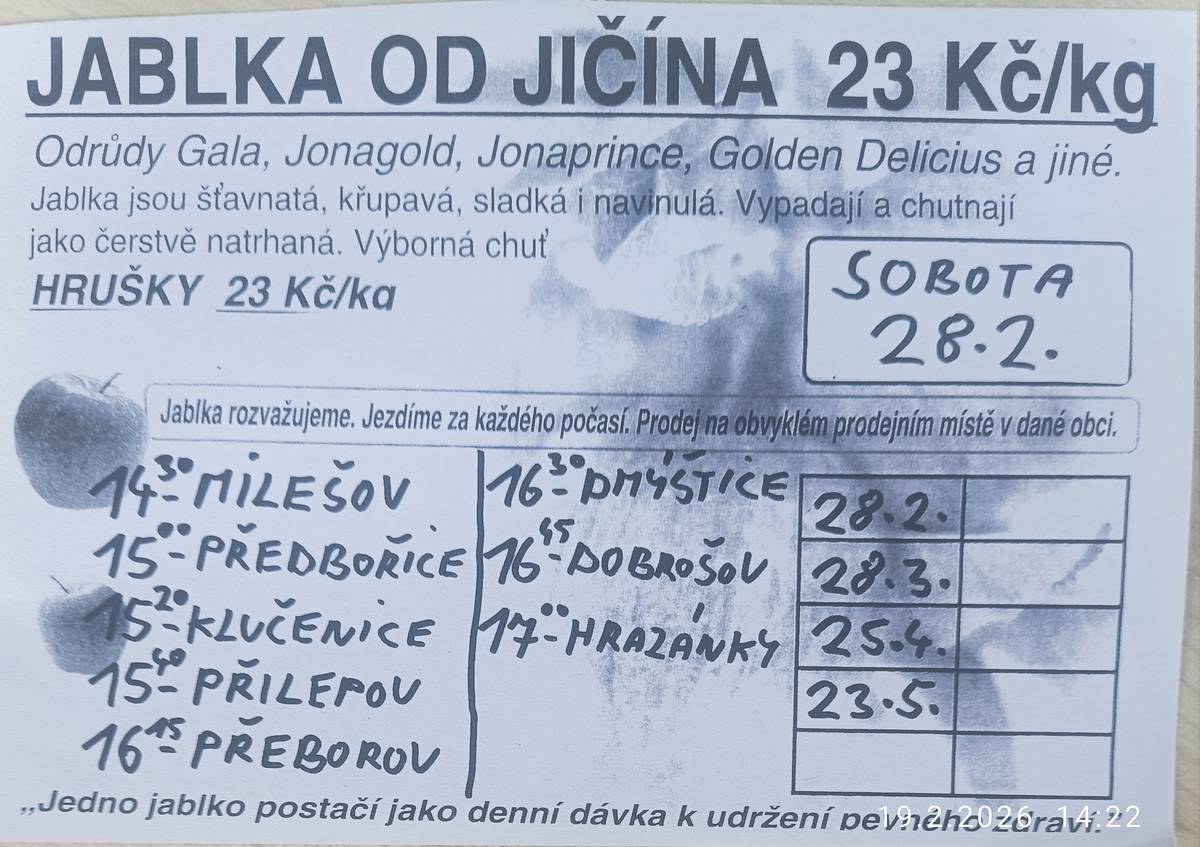 JABLKA OD JIČÍNA 23 Kč/kg
Odrůdy Gala, Jonagold, Jonaprince, Golden Delicius a jiné.
Jablka jsou šťavnatá, křupavá, sladká i navinulá. Vypadají a chutnají
jako čerstvě natrhaná. Výborná chuť
HRUŠKY 23 Kč/ka
SOBOTA
28.2.
Jablka rozvažujeme. Jezdíme za každého počasí. Prodej na obvyklém prodejním místě v dané obci.
14³⁰- MILEŠOV
15⁰⁰- PŘEDBOŘICE
15²⁰- KLUČENICE
15⁴⁰- PŘILEPOV
16¹⁵- PŘEBOROV
16³⁰- DMÝŠTICE
16⁴⁵- DOBROŠOV
17⁰⁰- HRAZÁNKY
28.2.
28.3.
25.4.
23.5.
„Jedno jablko postačí jako denní dávka k udržení pevného zdraví."
19.2.2026 14:22